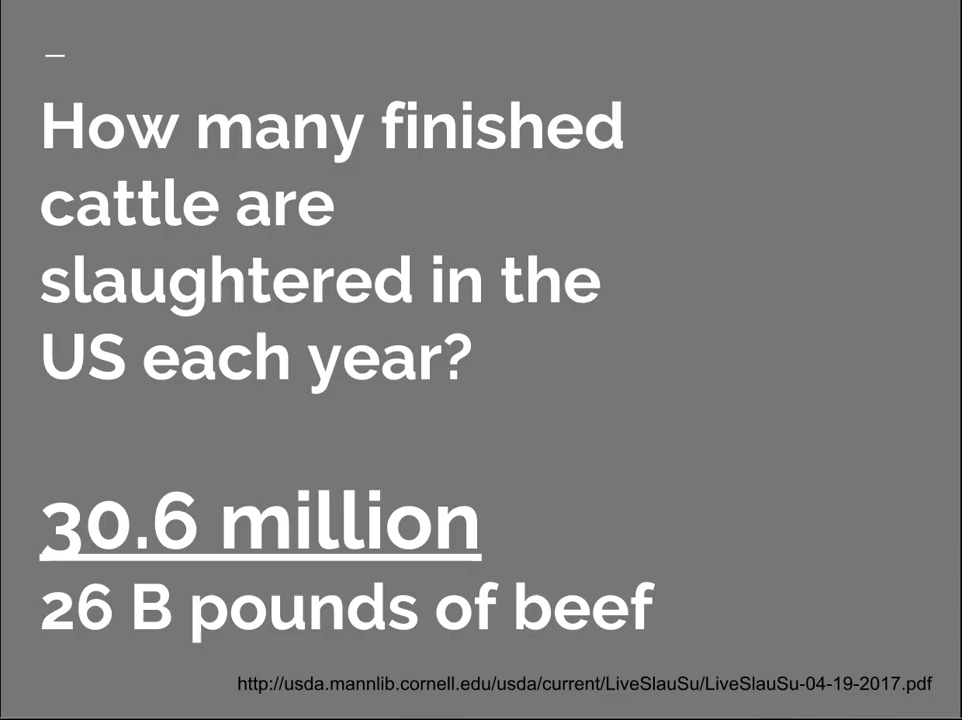 How many finished
cattle are
slaughtered in the
US each year?
30.6 million
26 B pounds of beef
http://usda.mannlib.cornell.edu/usda/current/LiveSlauSu/LiveSlauSu-04-19-2017.pdf